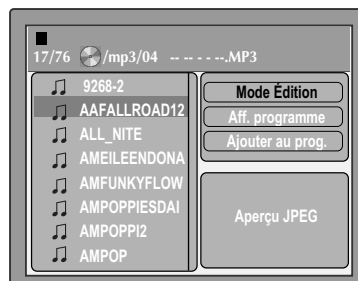 17/76 /mp3/04 -- -- - - --.MP3
9268-2
AAFALLROAD12
ALL_NITE
AMEILEENDONA
AMFUNKYFLOW
AMPOPPIESDAI
AMPOPPI2
AMPOP
Mode Édition
Aff. programme
Ajouter au prog.
Aperçu JPEG